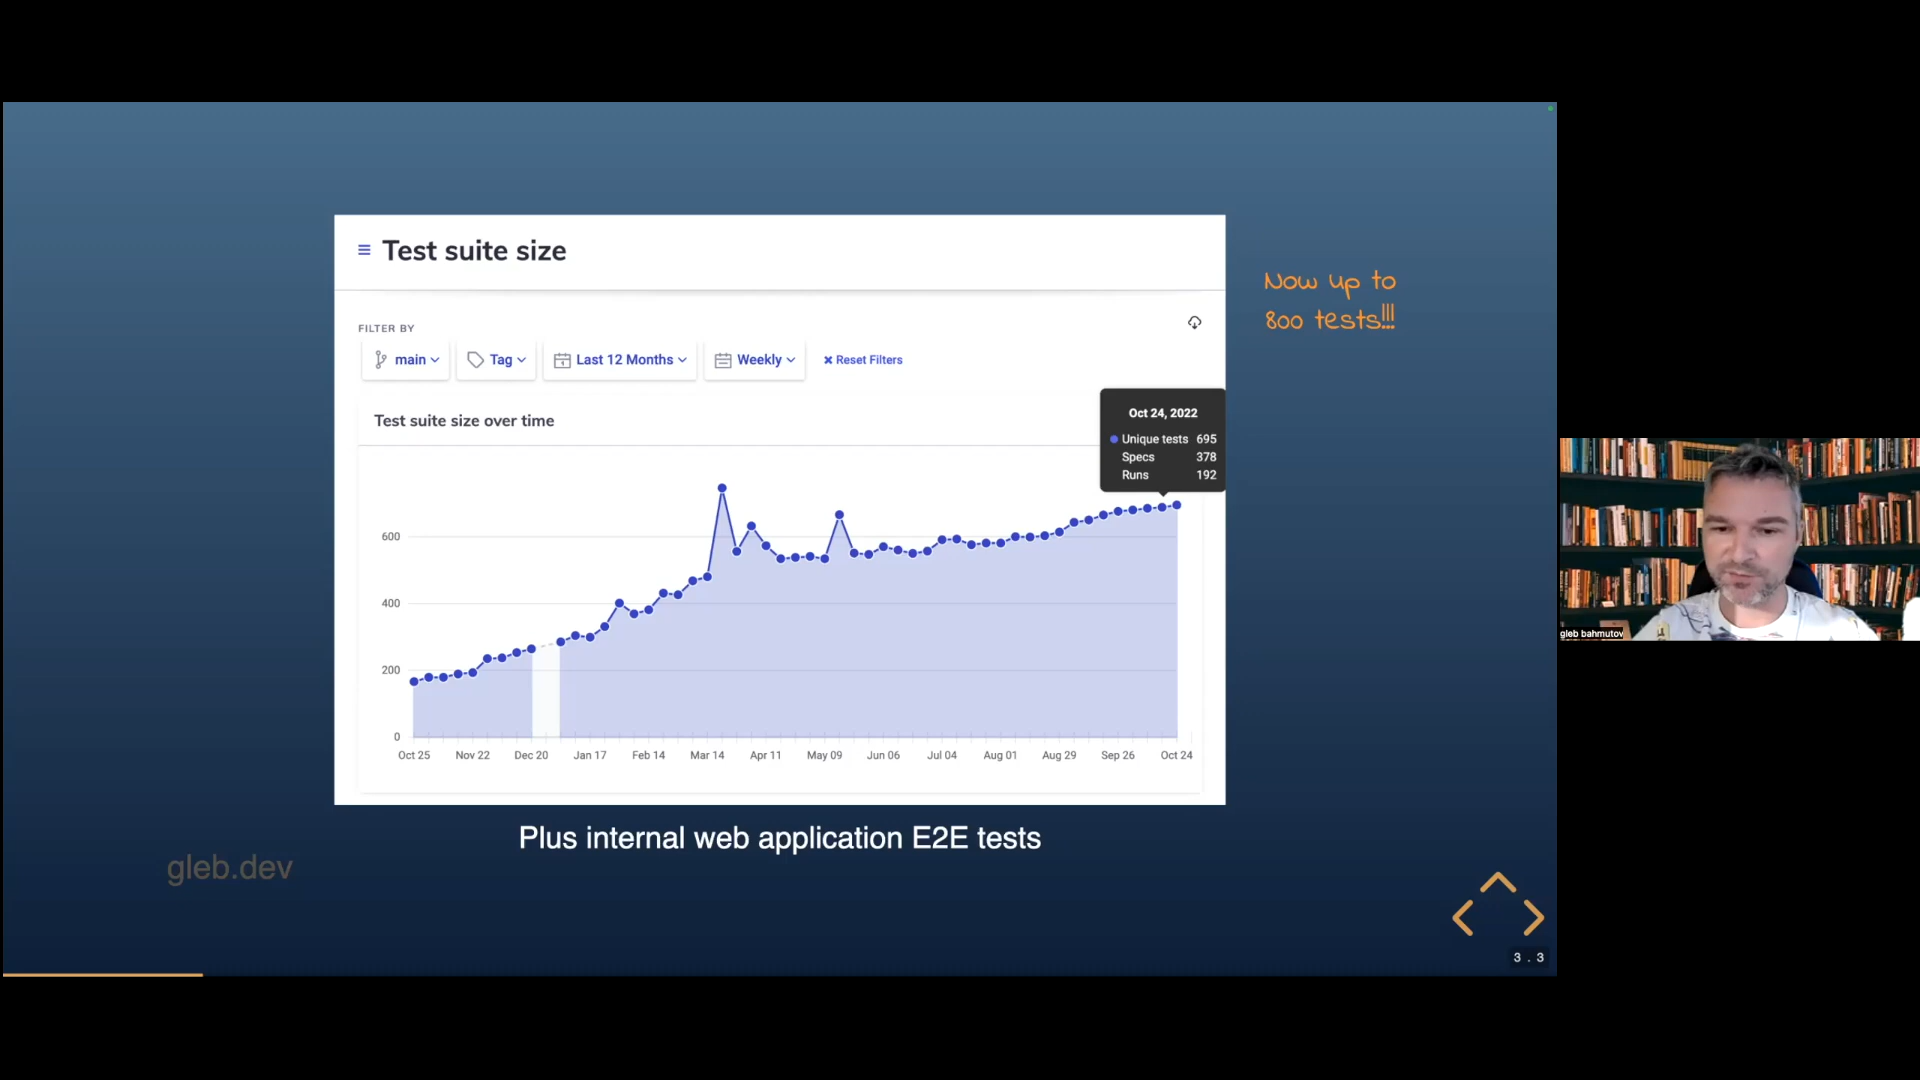 Test suite size
Now up to
800 tests!!!
FILTER BY
main
Tag
Last 12 Months
Weekly
Reset Filters
Test suite size over time
Oct 24, 2022
Unique tests 695
Specs 378
Runs 192
600
400
200
0
Oct 25 Nov 22 Dec 20 Jan 17 Feb 14 Mar 14 Apr 11 May 09 Jun 06 Jul 04 Aug 01 Aug 29 Sep 26 Oct 24
Plus internal web application E2E tests
gleb.dev
3 . 3
gleb bahmutov